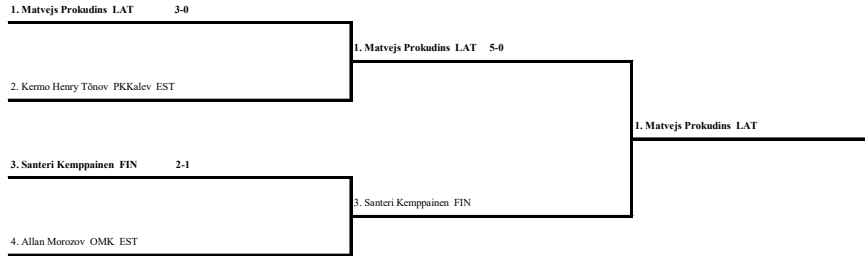 1. Matvejs Prokudins LAT 3-0
1. Matvejs Prokudins LAT 5-0
2. Kermo Henry Tõnov PKKalev EST
1. Matvejs Prokudins LAT
3. Santeri Kemppainen FIN 2-1
3. Santeri Kemppainen FIN
4. Allan Morozov OMK EST